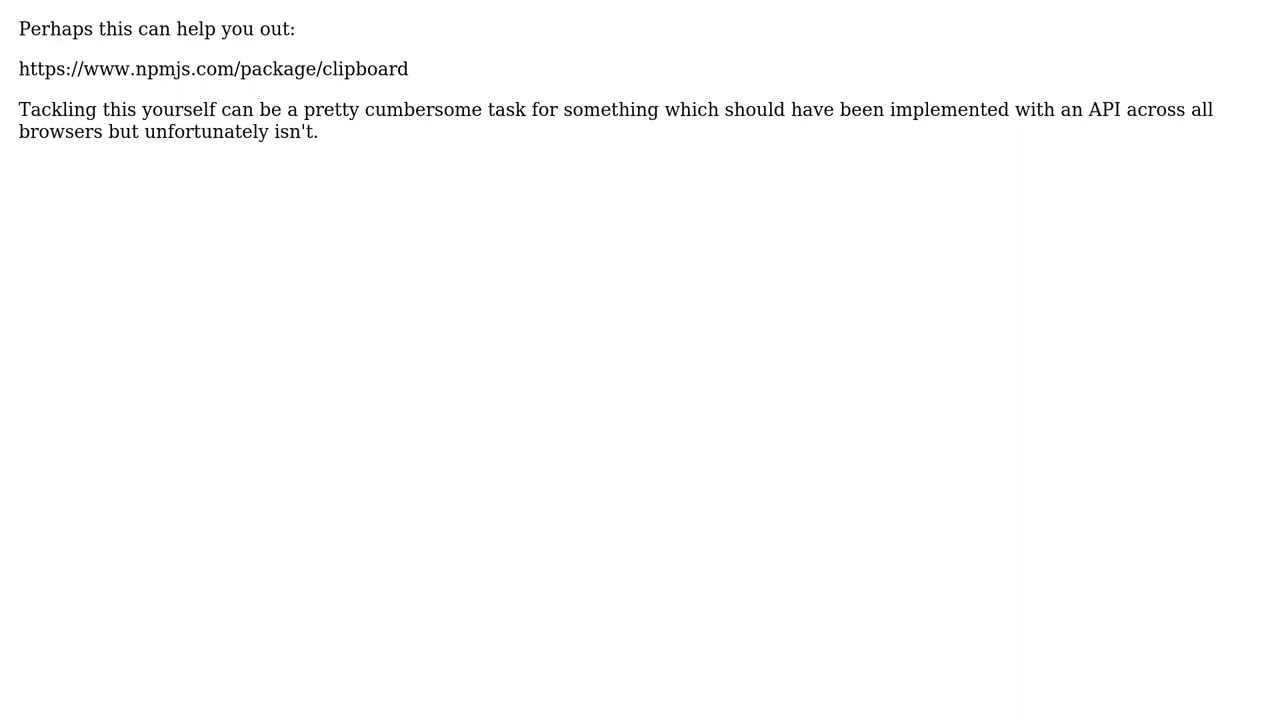 Perhaps this can help you out:
https://www.npmjs.com/package/clipboard
Tackling this yourself can be a pretty cumbersome task for something which should have been implemented with an API across all
browsers but unfortunately isn't.